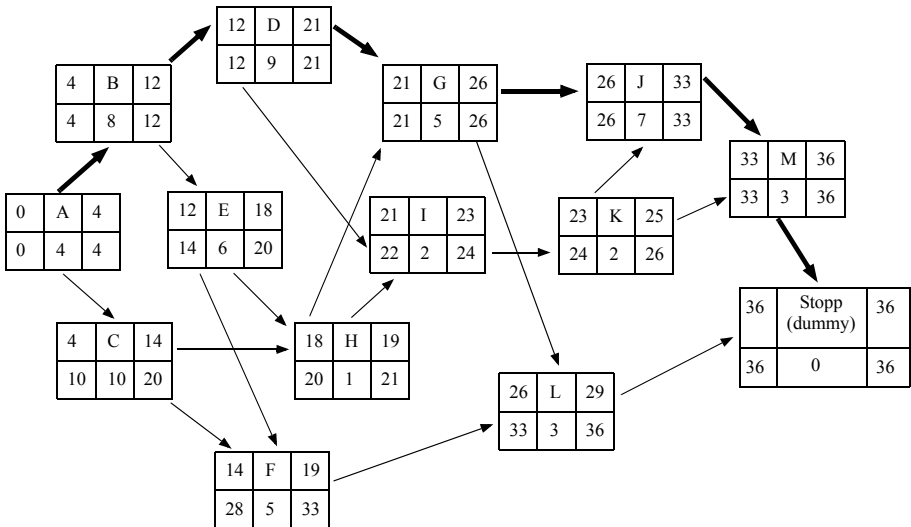 12 D 21
12 9 21
4 B 12
4 8 12
21 G 26
21 5 26
26 J 33
26 7 33
33 M 36
33 3 36
0 A 4
0 4 4
12 E 18
14 6 20
21 I 23
22 2 24
23 K 25
24 2 26
36 Stopp 36
(dummy)
36 0 36
4 C 14
10 10 20
18 H 19
20 1 21
26 L 29
33 3 36
14 F 19
28 5 33